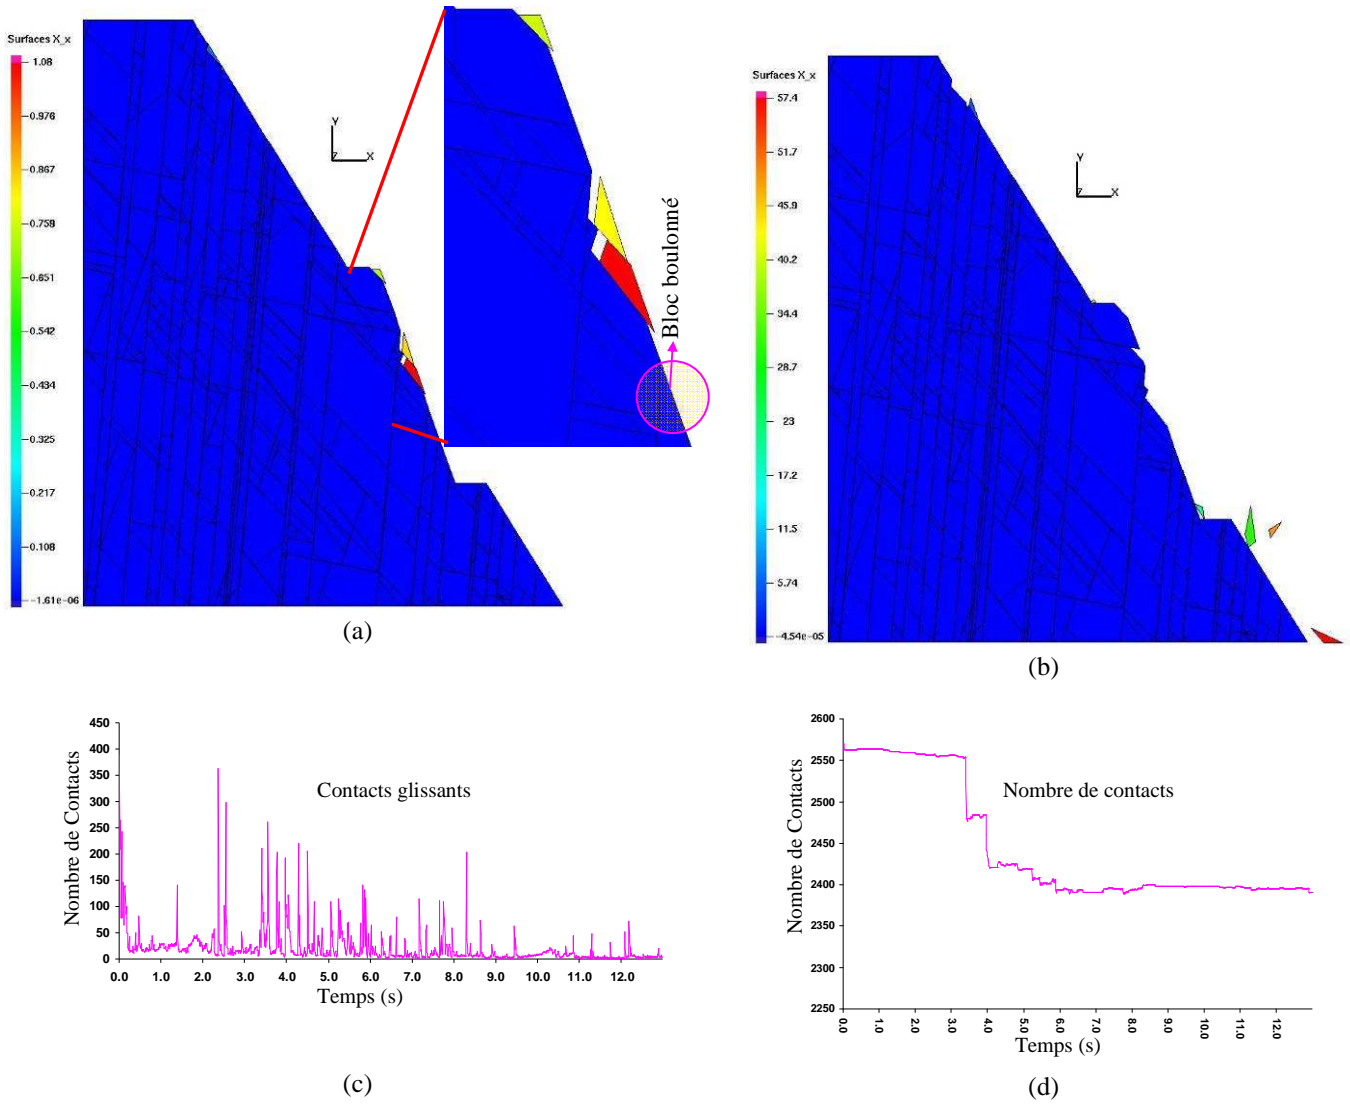 Surfaces X_x
1.08
0.976
0.867
0.759
0.651
0.542
0.434
0.325
0.217
0.108
-1.61e-06
Y
Z X
Bloc boulonné
(a)
Surfaces X_x
57.4
51.7
45.9
40.2
34.4
28.7
23
17.2
11.5
5.74
-4.54e-05
Y
Z X
(b)
Nombre de Contacts
450
400
350
300
250
200
150
100
50
0
Contacts glissants
0.0 1.0 2.0 3.0 4.0 5.0 6.0 7.0 8.0 9.0 10.0 11.0 12.0
Temps (s)
(c)
Nombre de Contacts
2600
2550
2500
2450
2400
2350
2300
2250
Nombre de contacts
0.0 1.0 2.0 3.0 4.0 5.0 6.0 7.0 8.0 9.0 10.0 11.0 12.0
Temps (s)
(d)